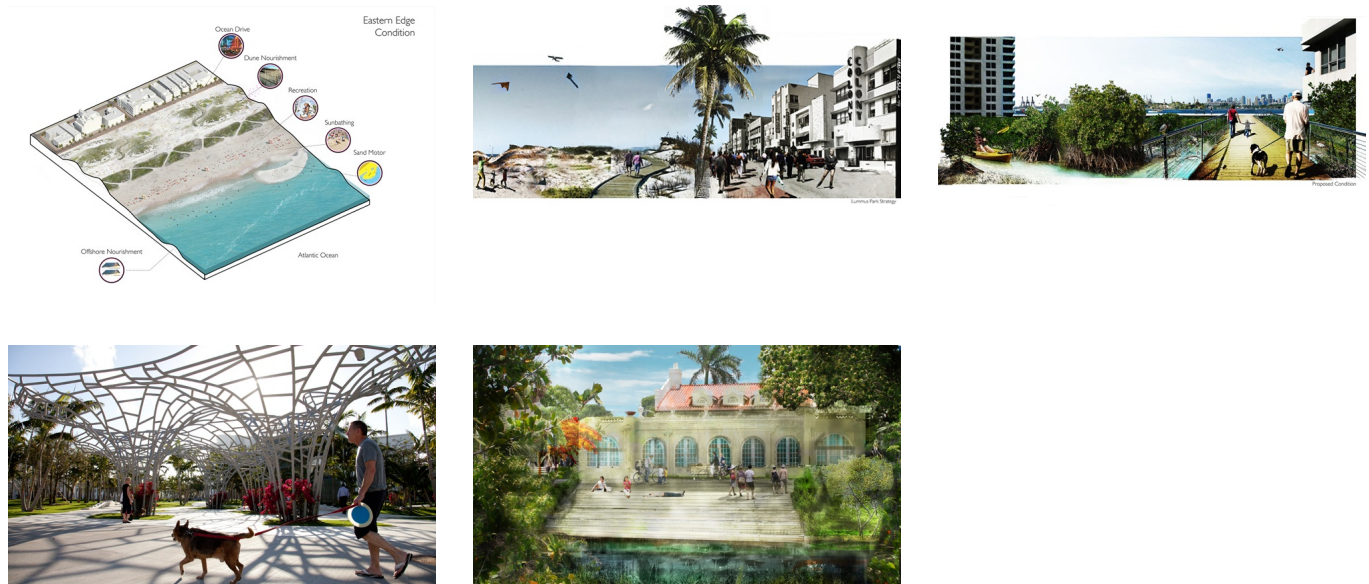 Eastern Edge
Condition
Ocean Drive
Dune Nourishment
Recreation
Sunbathing
Sand Motor
Offshore Nourishment
Atlantic Ocean
Lummus Park Strategy
Proposed Condition